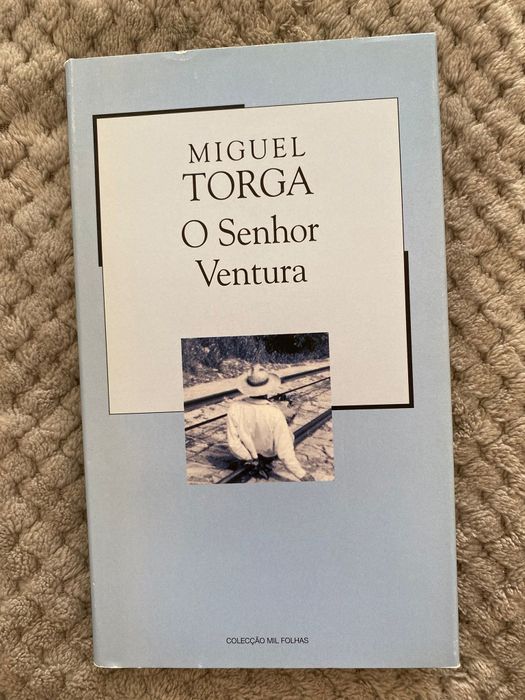 MIGUEL
TORGA
O Senhor
Ventura
COLECÇÃO MIL FOLHAS